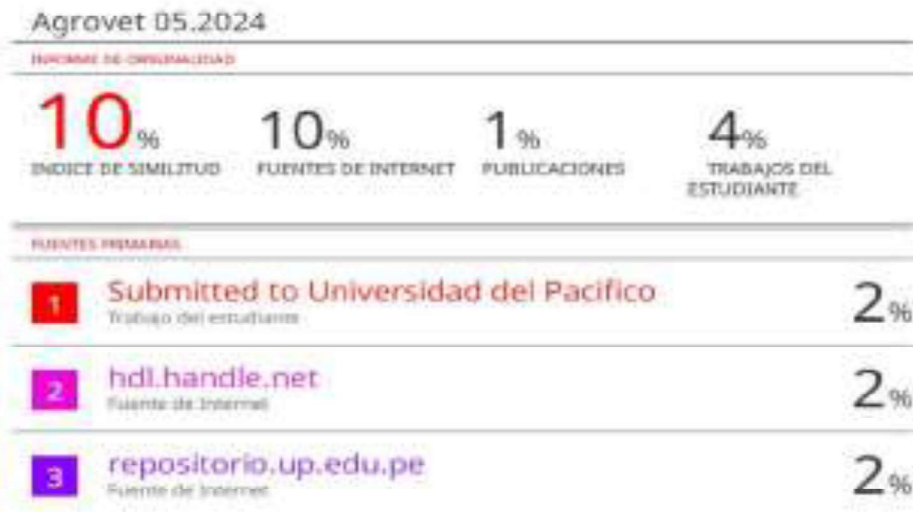 Agrovet 05.2024
INFORME DE ORIGINALIDAD
10%
INDICE DE SIMILITUD
10%
FUENTES DE INTERNET
1%
PUBLICACIONES
4%
TRABAJOS DEL
ESTUDIANTE
FUENTES PRIMARIAS
1
Submitted to Universidad del Pacifico
Trabajo del estudiante
2%
2
hdl.handle.net
Fuente de Internet
2%
3
repositorio.up.edu.pe
Fuente de Internet
2%